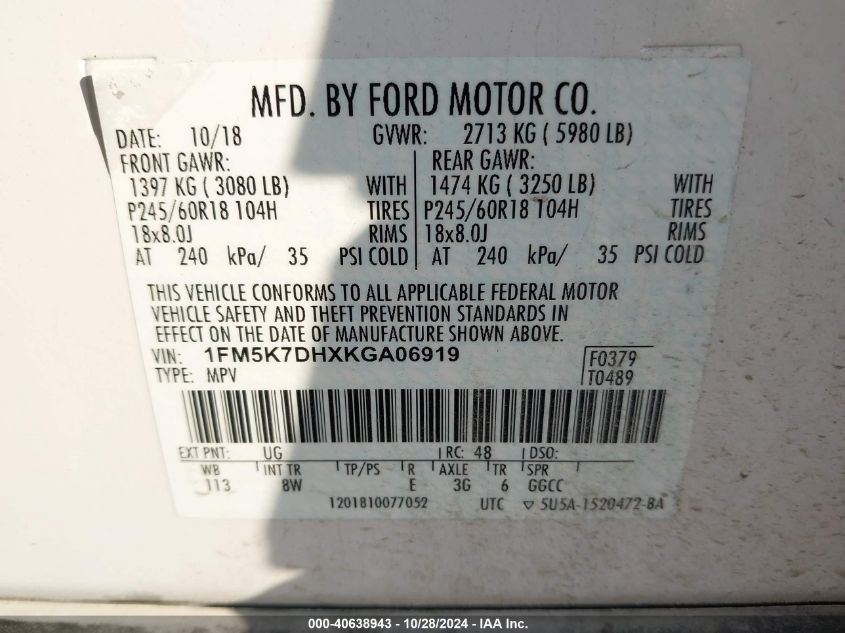 MFD. BY FORD MOTOR CO.
DATE: 10/18 GVWR: 2713 KG ( 5980 LB)
FRONT GAWR: REAR GAWR:
1397 KG ( 3080 LB) WITH 1474 KG ( 3250 LB) WITH
P245/60R18 104H TIRES P245/60R18 104H TIRES
18x8.0J RIMS 18x8.0J RIMS
AT 240 kPa/ 35 PSI COLD AT 240 kPa/ 35 PSI COLD
THIS VEHICLE CONFORMS TO ALL APPLICABLE FEDERAL MOTOR
VEHICLE SAFETY AND THEFT PREVENTION STANDARDS IN
EFFECT ON THE DATE OF MANUFACTURE SHOWN ABOVE.
VIN: 1FM5K7DHXKGA06919 F0379
TYPE: MPV T0489
EXT PNT: UG RC: 48 DSO:
WB INT TR TP/PS R AXLE TR SPR
113 8W E 3G 6 GGCC
1201810077052 UTC ▽ 5U5A-1520472-BA
000-40638943 - 10/28/2024 - IAA Inc.